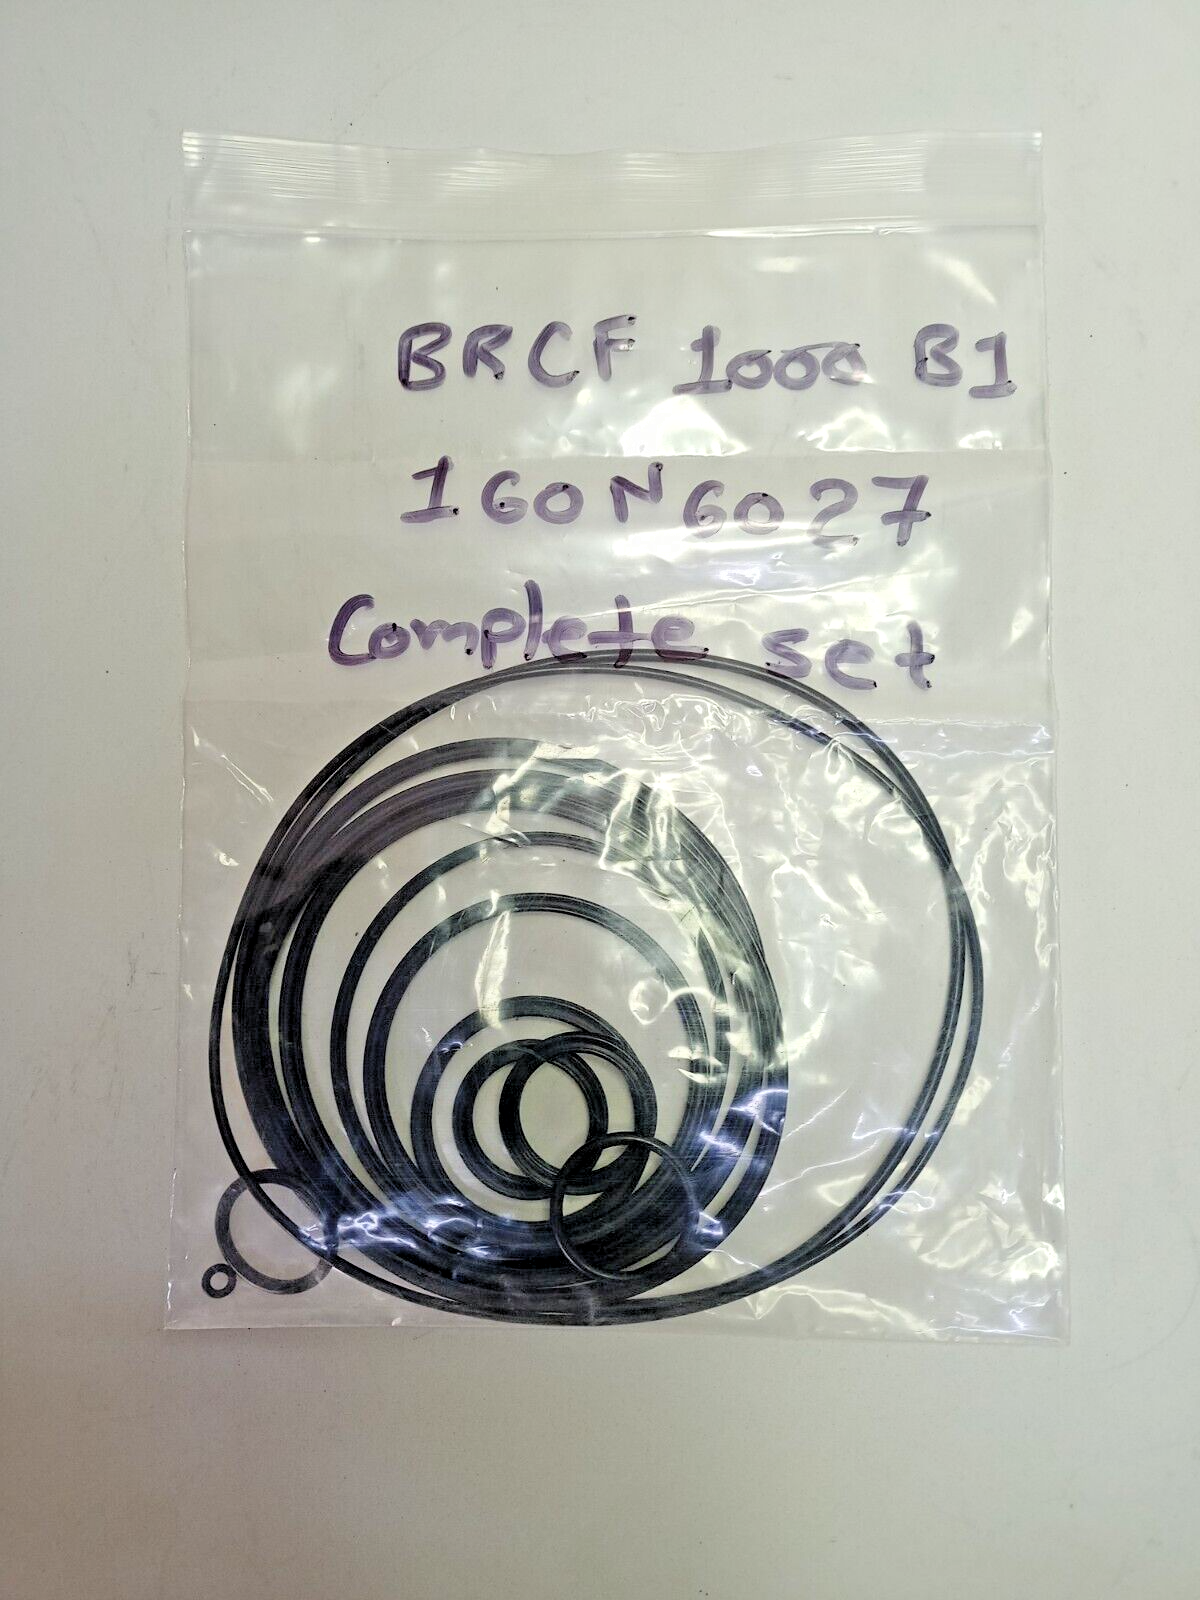 BRCF 1000 B1
160N6027
Complete set